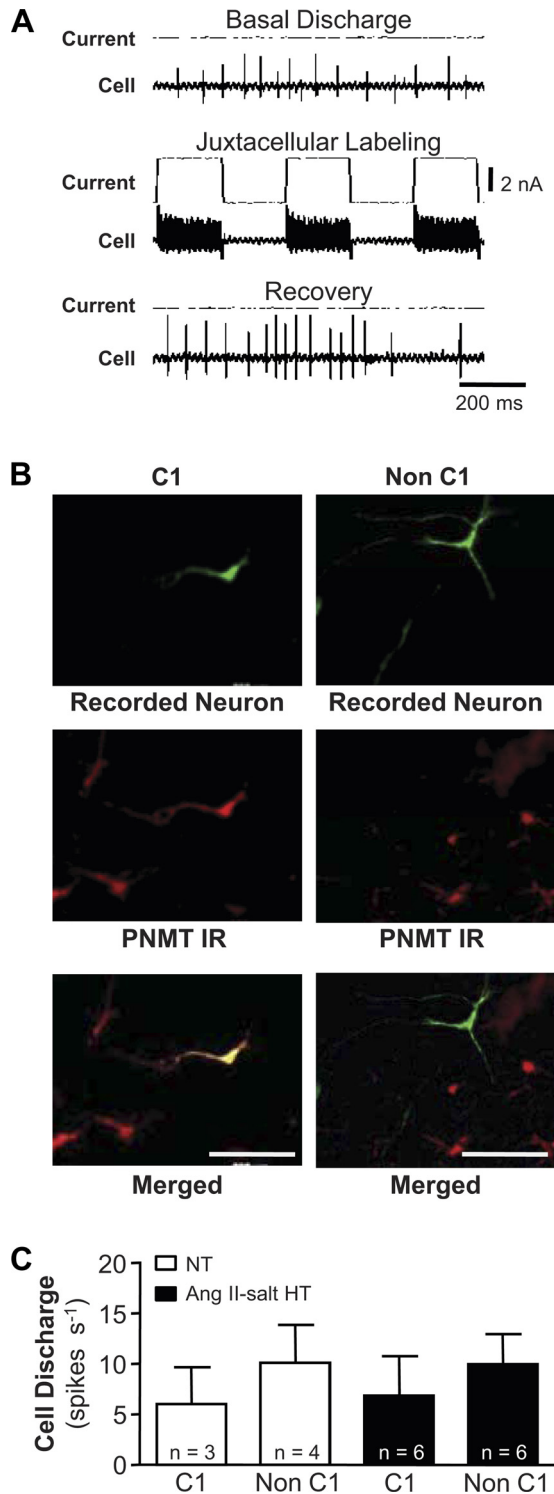 A
Basal Discharge
Current
Cell
Juxtacellular Labeling
Current
2 nA
Cell
Recovery
Current
Cell
200 ms
B
C1
Non C1
Recorded Neuron
Recorded Neuron
PNMT IR
PNMT IR
Merged
Merged
C
20
NT
Ang II-salt HT
15
10
5
0
Cell Discharge
(spikes s-1)
n = 3
n = 4
n = 6
n = 6
C1
Non C1
C1
Non C1